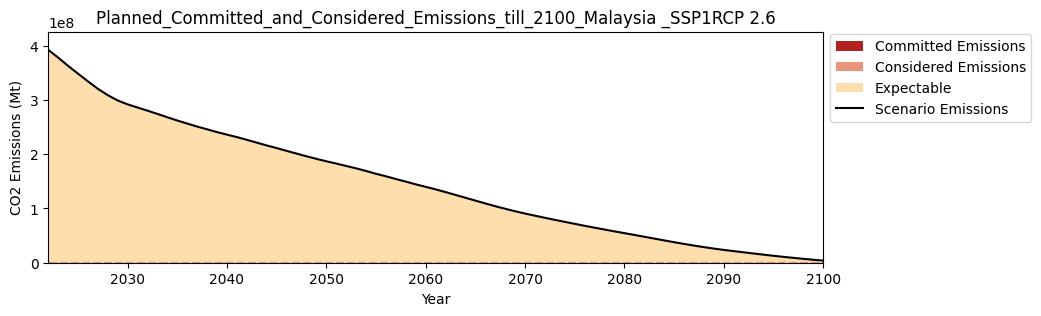 Planned_Committed_and_Considered_Emissions_till_2100_Malaysia _SSP1RCP 2.6
1e8
4
3
2
1
0
CO2 Emissions (Mt)
2030 2040 2050 2060 2070 2080 2090 2100
Year
Committed Emissions
Considered Emissions
Expectable
Scenario Emissions